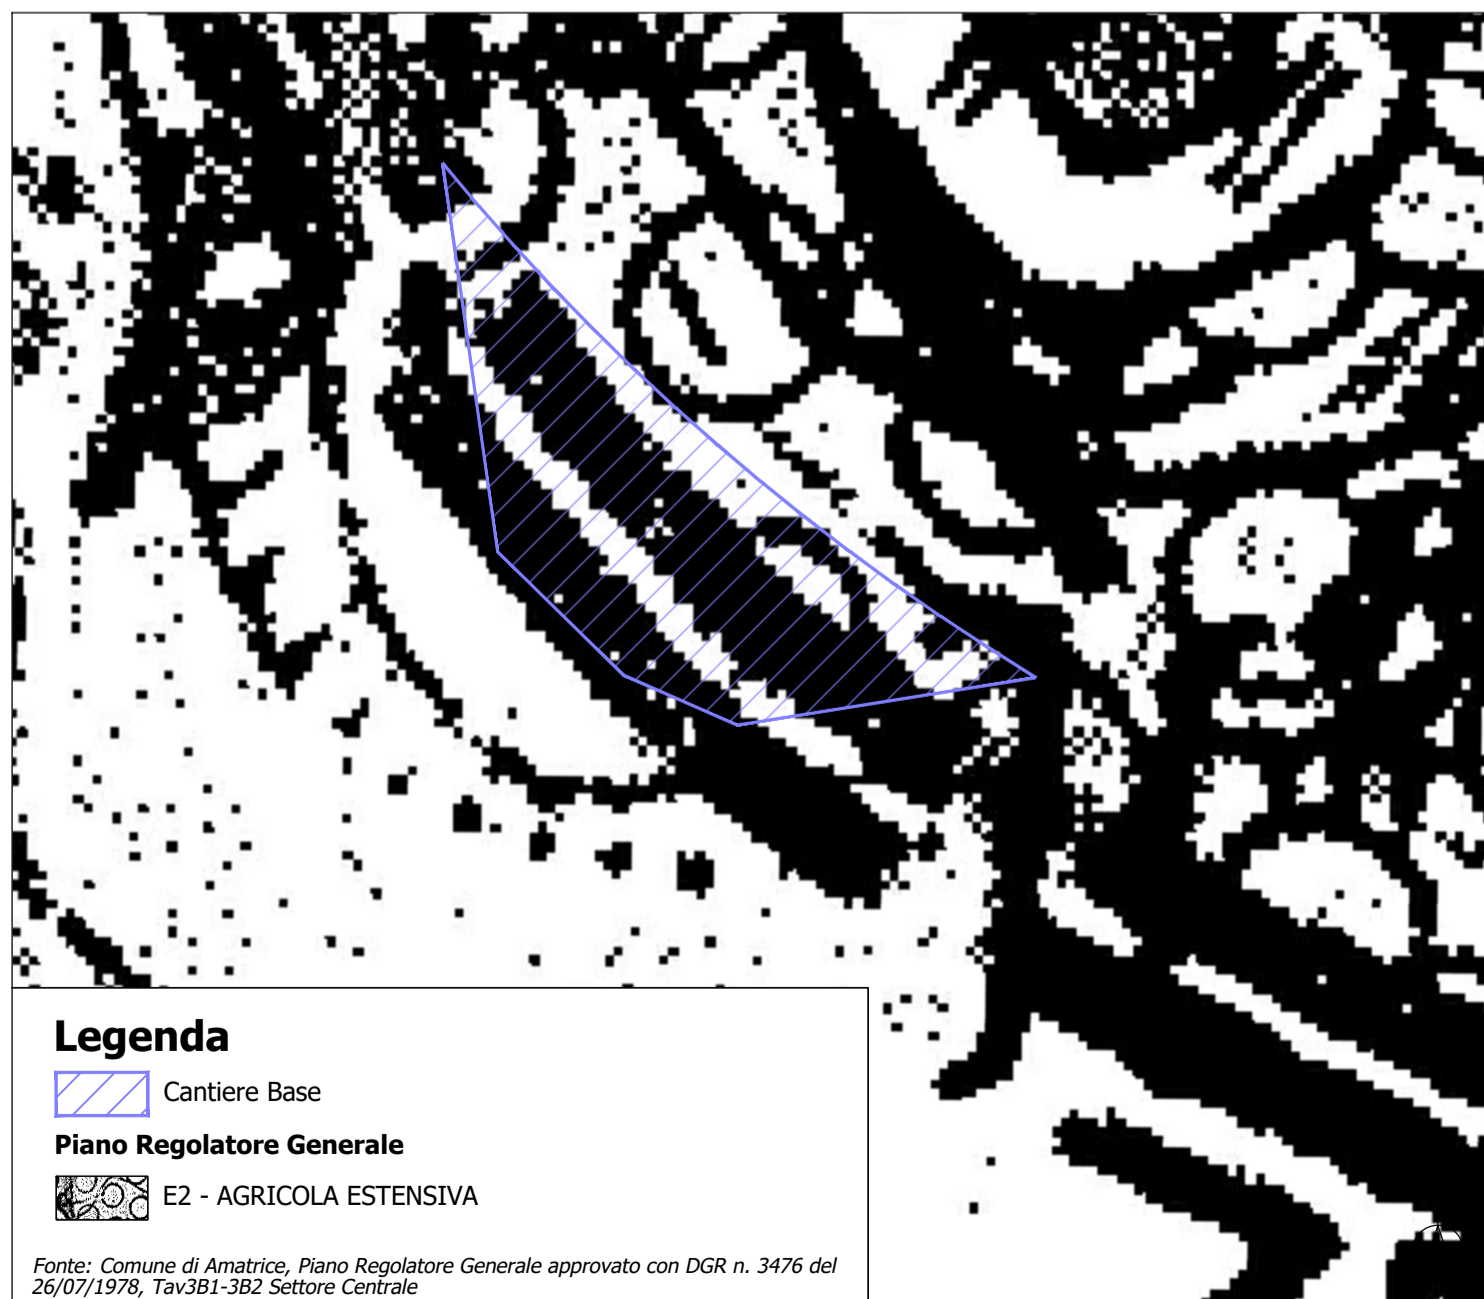 Legenda
Cantiere Base
Piano Regolatore Generale
E2 - AGRICOLA ESTENSIVA
Fonte: Comune di Amatrice, Piano Regolatore Generale approvato con DGR n. 3476 del
26/07/1978, Tav3B1-3B2 Settore Centrale